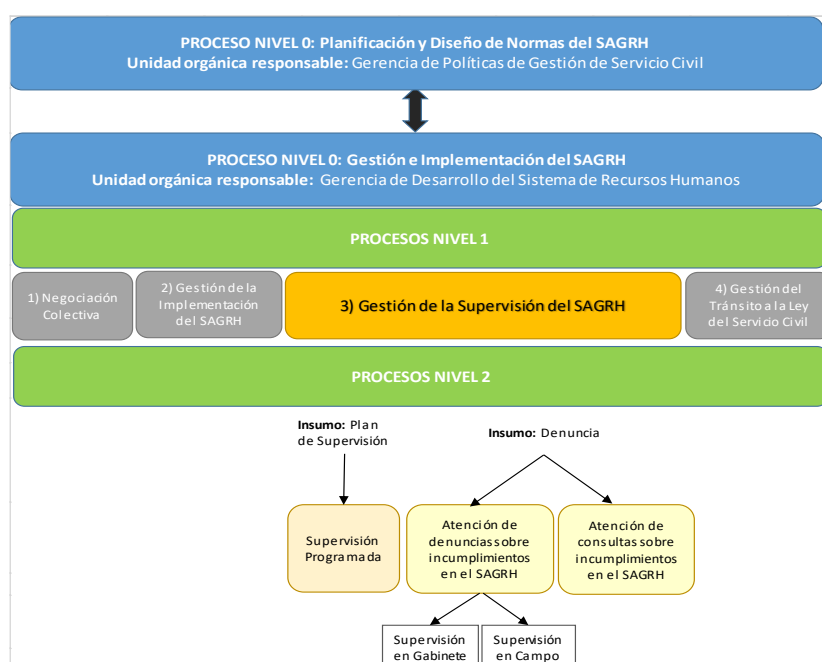 PROCESO NIVEL 0: Planificación y Diseño de Normas del SAGRH
Unidad orgánica responsable: Gerencia de Políticas de Gestión de Servicio Civil
PROCESO NIVEL 0: Gestión e Implementación del SAGRH
Unidad orgánica responsable: Gerencia de Desarrollo del Sistema de Recursos Humanos
PROCESOS NIVEL 1
1) Negociación
Colectiva
2) Gestión de la
Implementación
del SAGRH
3) Gestión de la Supervisión del SAGRH
4) Gestión del
Tránsito a la Ley
del Servicio Civil
PROCESOS NIVEL 2
Insumo: Plan
de Supervisión
Insumo: Denuncia
Supervisión
Programada
Atención de
denuncias sobre
incumplimientos
en el SAGRH
Atención de
consultas sobre
incumplimientos
en el SAGRH
Supervisión
en Gabinete
Supervisión
en Campo